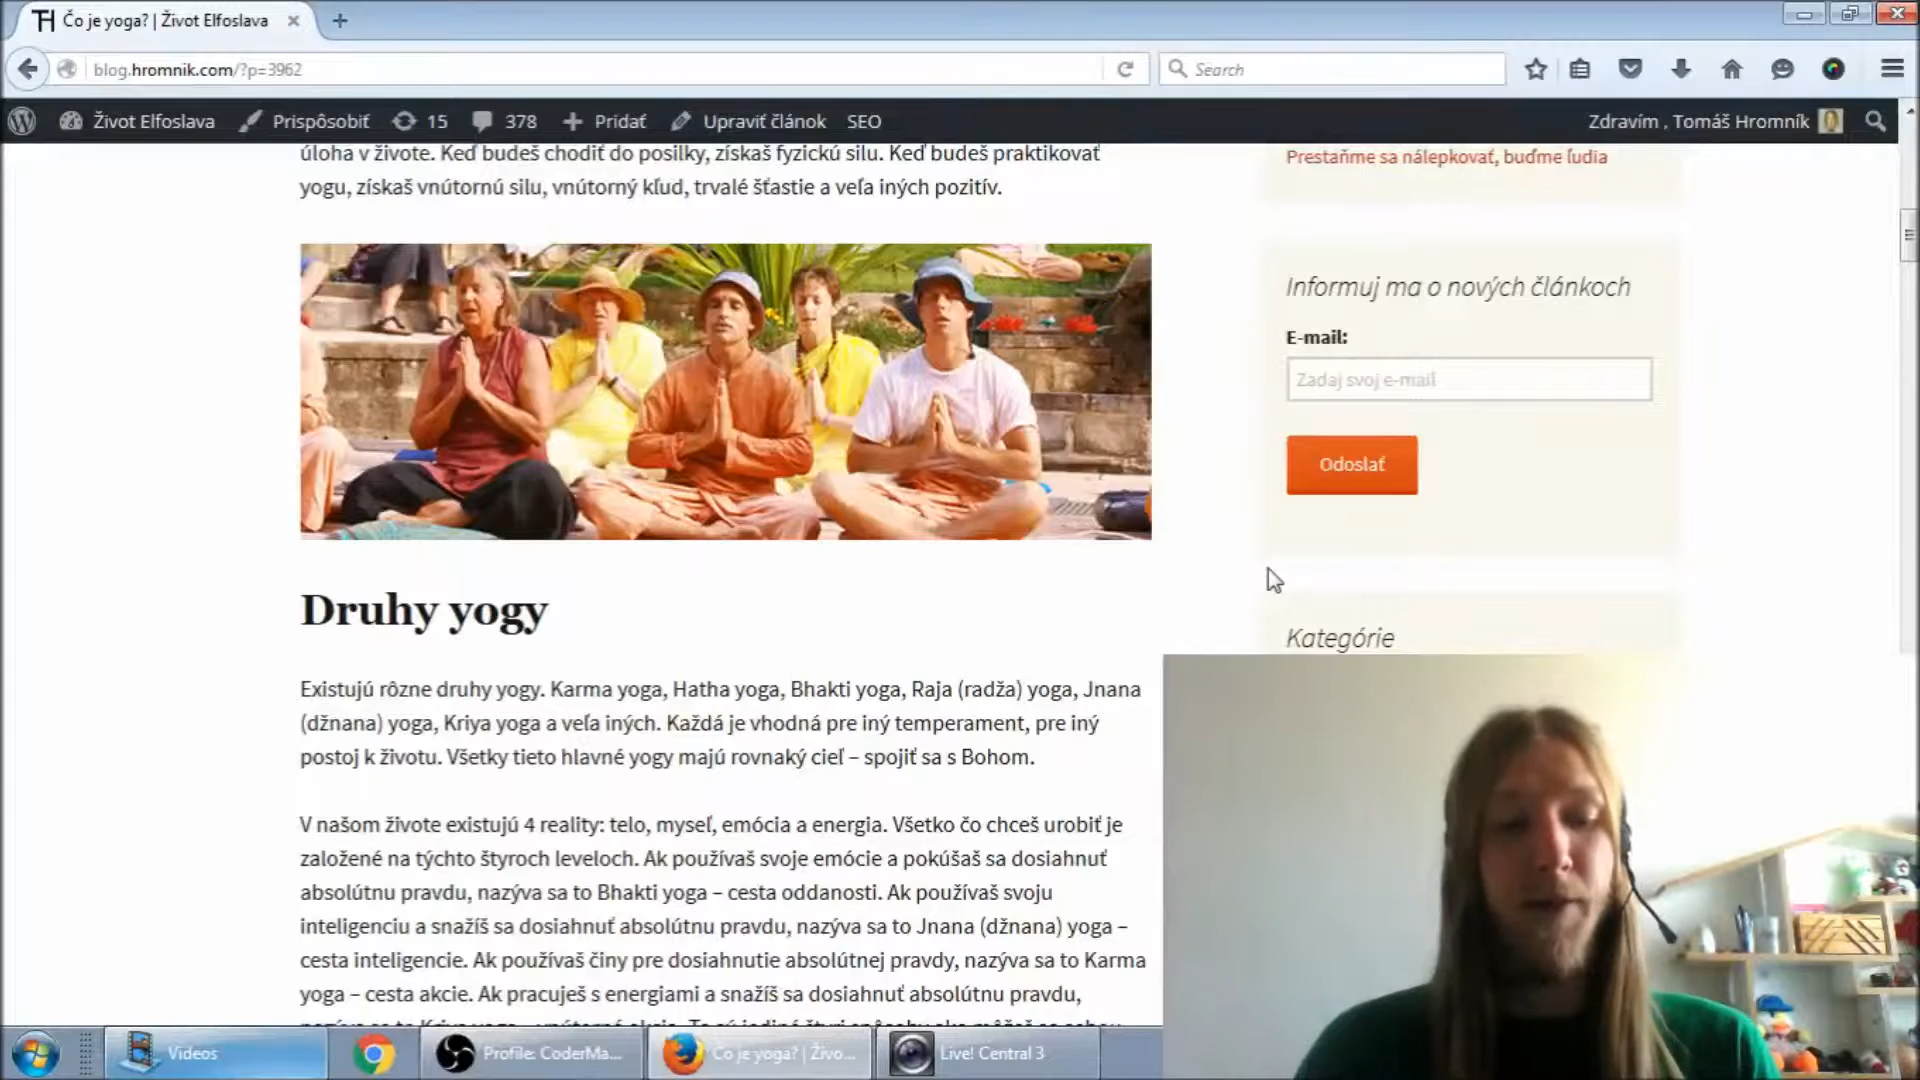 Čo je yoga? | Život Elfoslava
blog.hromnik.com/?p=3962
Search
Život Elfoslava
Prispôsobiť
15
378
Pridať
Upraviť článok
SEO
Zdravím , Tomáš Hromník
úloha v živote. Keď budeš chodiť do posilky, získaš fyzickú silu. Keď budeš praktikovať
yogu, získaš vnútornú silu, vnútorný kľud, trvalé šťastie a veľa iných pozitív.
Prestaňme sa nálepkovať, buďme ľudia
Informuj ma o nových článkoch
E-mail:
Zadaj svoj e-mail
Odoslať
Kategórie
Druhy yogy
Existujú rôzne druhy yogy. Karma yoga, Hatha yoga, Bhakti yoga, Raja (radža) yoga, Jnana
(džnana) yoga, Kriya yoga a veľa iných. Každá je vhodná pre iný temperament, pre iný
postoj k životu. Všetky tieto hlavné yogy majú rovnaký cieľ – spojiť sa s Bohom.
V našom živote existujú 4 reality: telo, myseľ, emócia a energia. Všetko čo chceš urobiť je
založené na týchto štyroch leveloch. Ak používaš svoje emócie a pokúšaš sa dosiahnuť
absolútnu pravdu, nazýva sa to Bhakti yoga – cesta oddanosti. Ak používaš svoju
inteligenciu a snažíš sa dosiahnuť absolútnu pravdu, nazýva sa to Jnana (džnana) yoga –
cesta inteligencie. Ak používaš činy pre dosiahnutie absolútnej pravdy, nazýva sa to Karma
yoga – cesta akcie. Ak pracuješ s energiami a snažíš sa dosiahnuť absolútnu pravdu,
Videos
Profile: CoderMa...
Čo je yoga? | Živo...
Live! Central 3